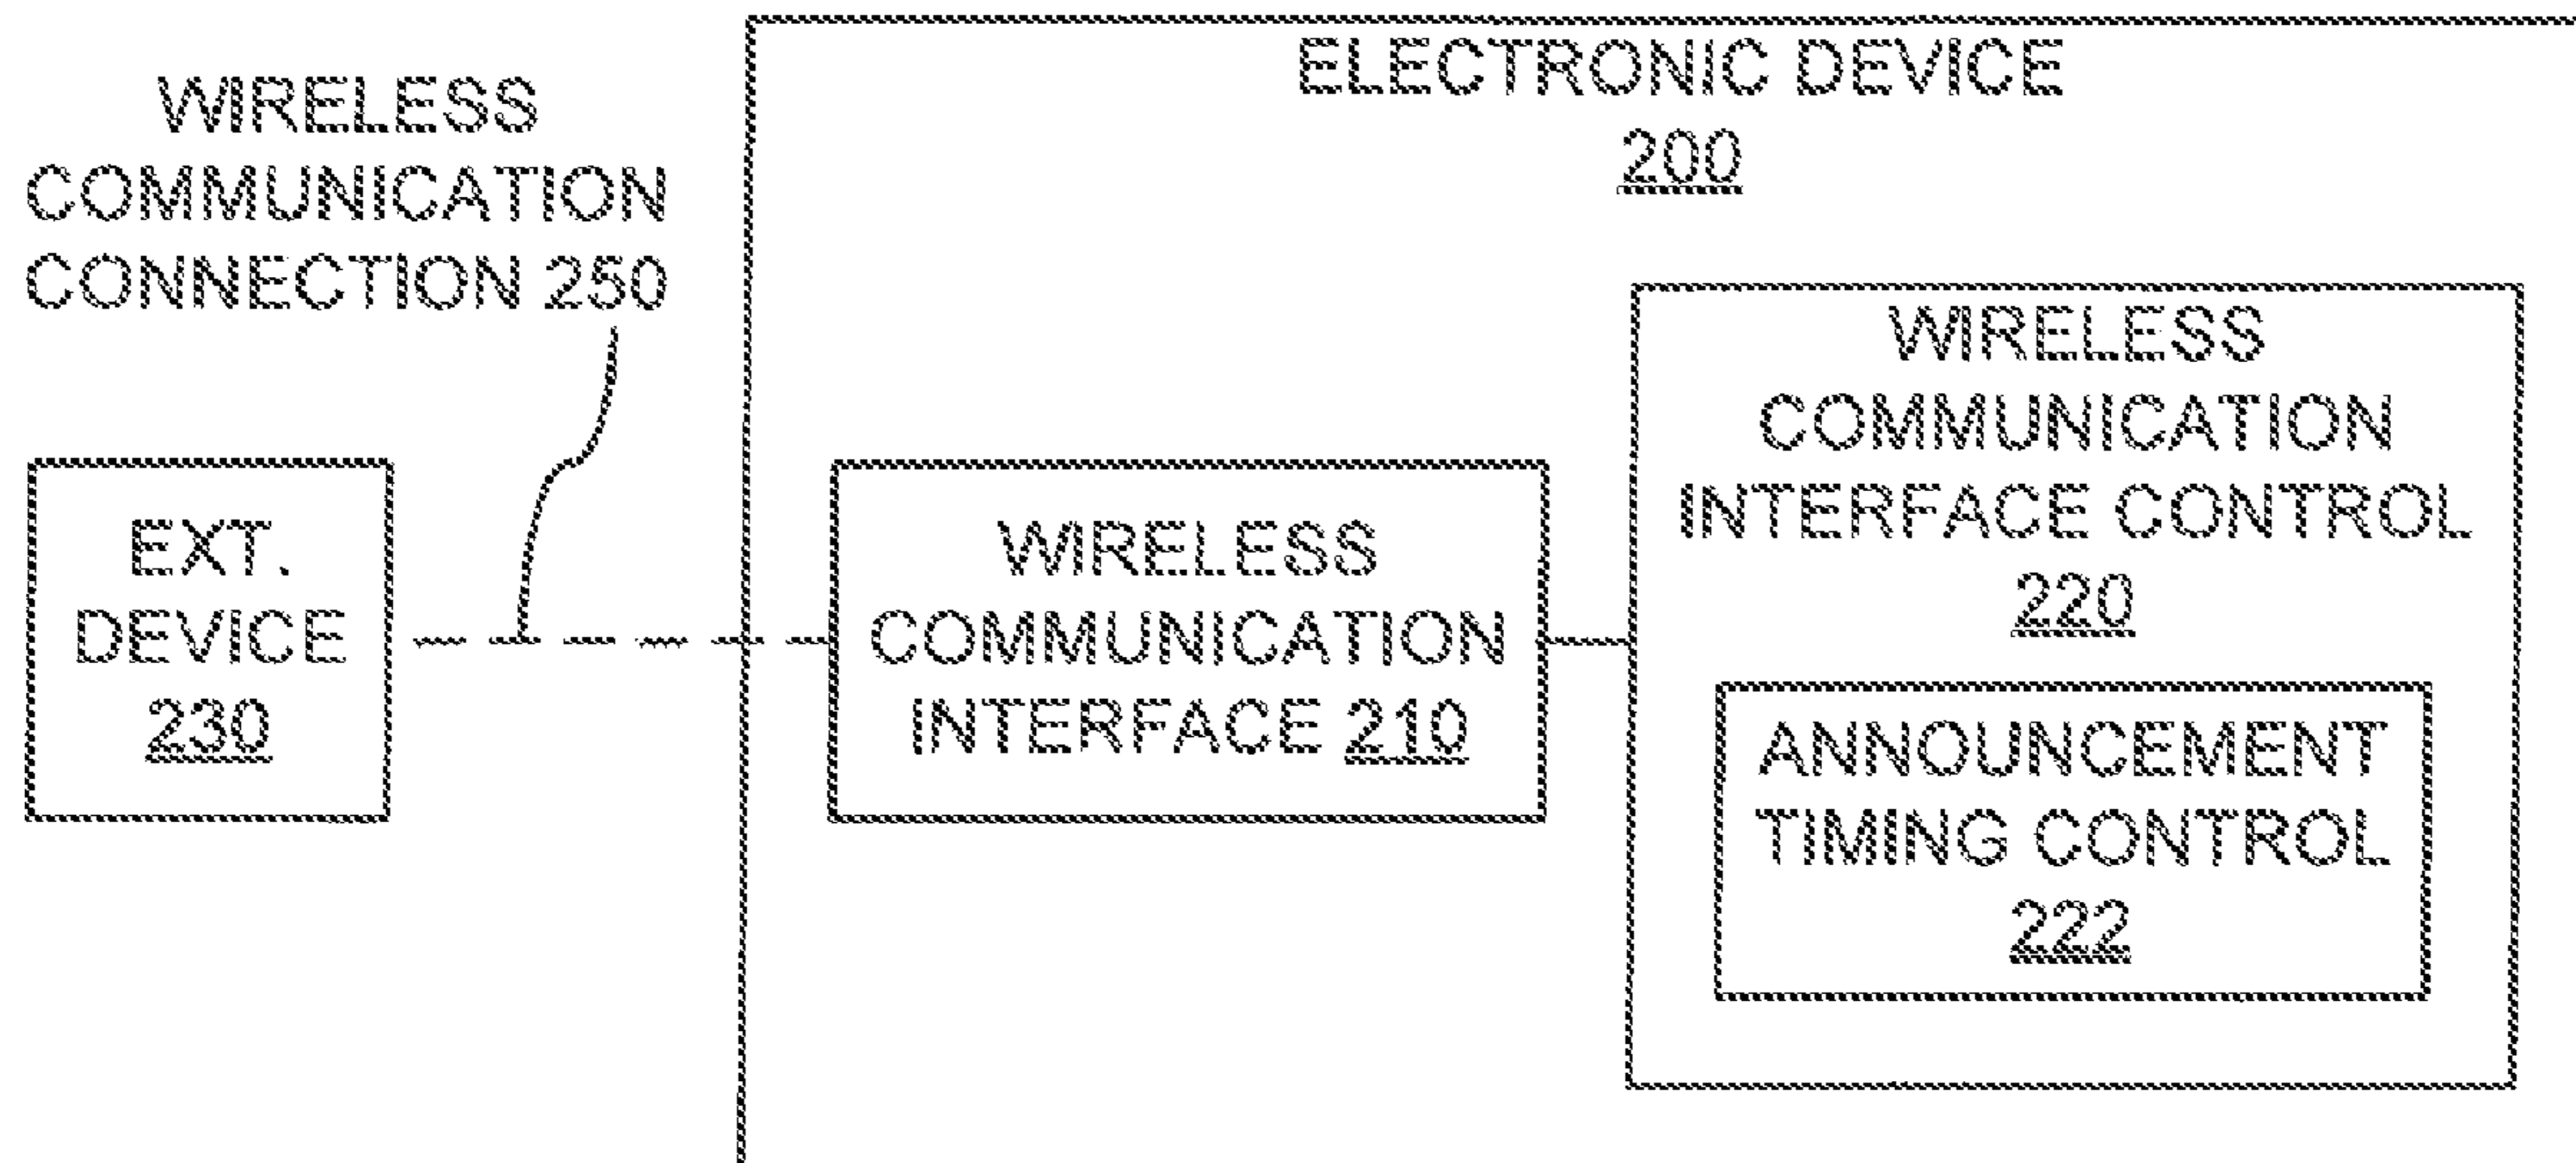 ELECTRONIC DEVICE
200
WIRELESS
COMMUNICATION
CONNECTION 250
EXT.
DEVICE
230
WIRELESS
COMMUNICATION
INTERFACE 210
WIRELESS
COMMUNICATION
INTERFACE CONTROL
220
ANNOUNCEMENT
TIMING CONTROL
222